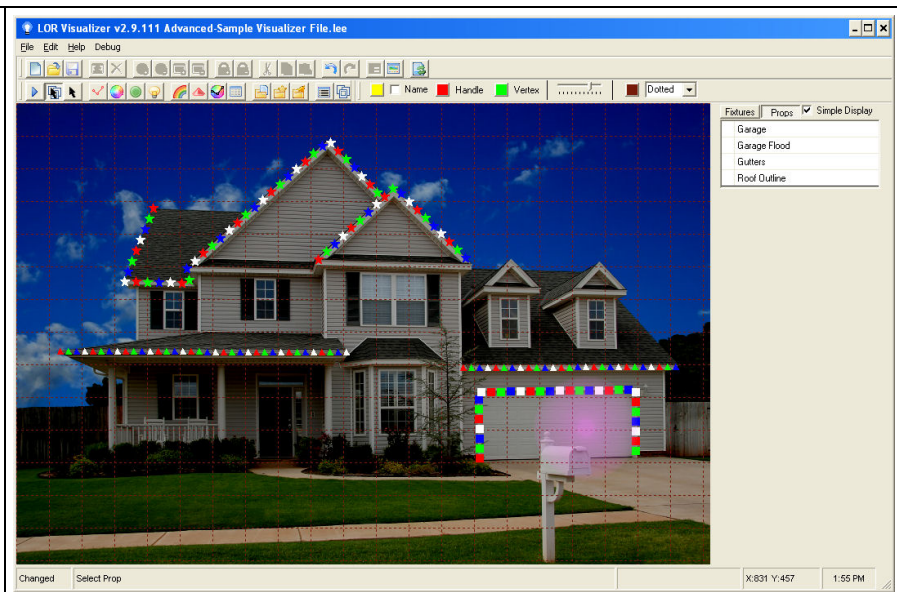 LOR Visualizer v2.9.111 Advanced-Sample Visualizer File.lee
File Edit Help Debug
Name Handle Vertex Dotted
Fixtures Props Simple Display
Garage
Garage Flood
Gutters
Roof Outline
Changed Select Prop X:831 Y:457 1:55 PM